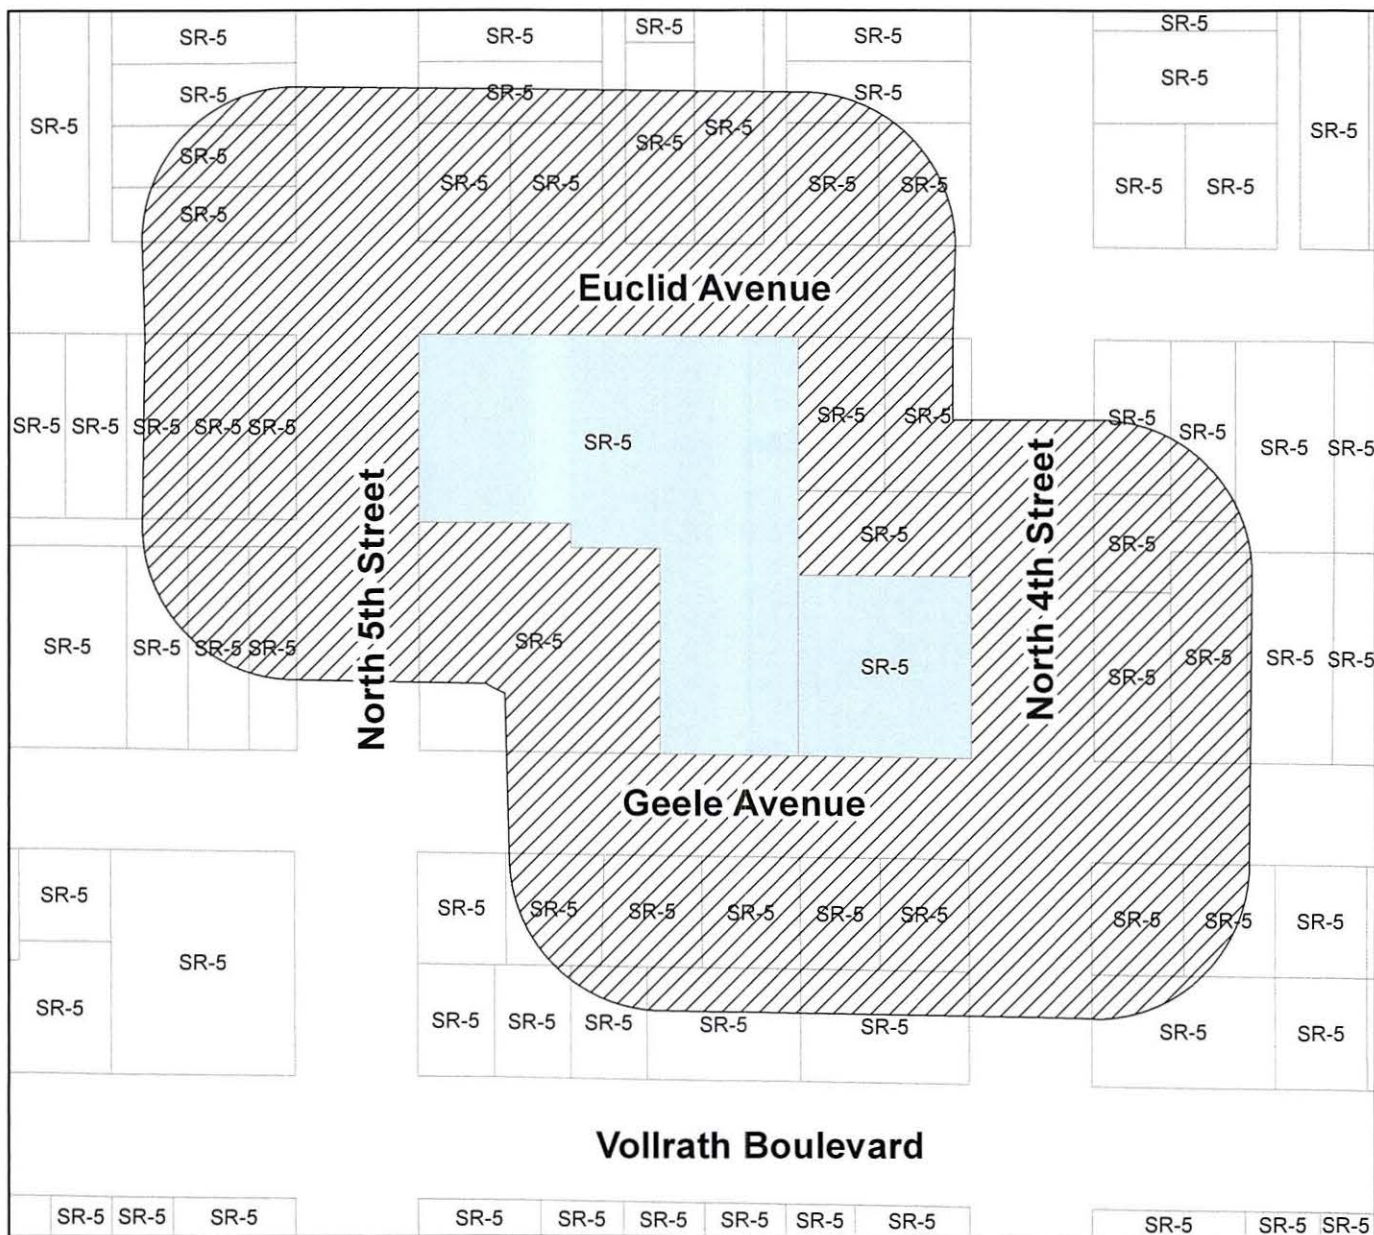 SR-5 SR-5 SR-5 SR-5 SR-5
SR-5 SR-5 SR-5 SR-5
SR-5 SR-5 SR-5
SR-5 SR-5 SR-5
SR-5 SR-5 SR-5 SR-5 SR-5 SR-5
SR-5
Euclid Avenue
SR-5 SR-5 SR-5 SR-5 SR-5 SR-5 SR-5 SR-5 SR-5 SR-5 SR-5 SR-5
North 5th Street
North 4th Street
SR-5 SR-5
SR-5 SR-5 SR-5 SR-5 SR-5 SR-5 SR-5 SR-5 SR-5 SR-5
Geele Avenue
SR-5 SR-5 SR-5 SR-5 SR-5 SR-5 SR-5 SR-5 SR-5 SR-5
SR-5
SR-5 SR-5 SR-5 SR-5 SR-5 SR-5 SR-5 SR-5
Vollrath Boulevard
SR-5 SR-5 SR-5 SR-5 SR-5 SR-5 SR-5 SR-5 SR-5 SR-5 SR-5 SR-5